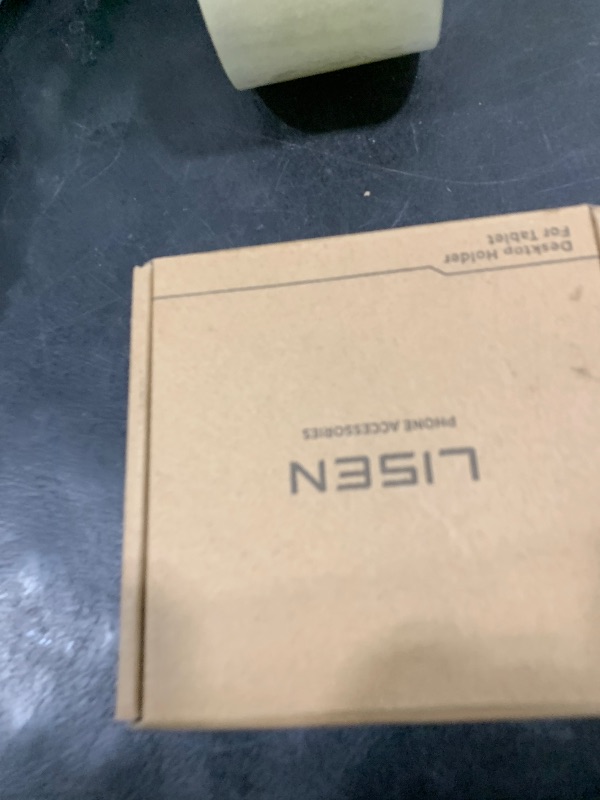 LISEN
PHONE ACCESSORIES
Desktop Holder
For Tablet